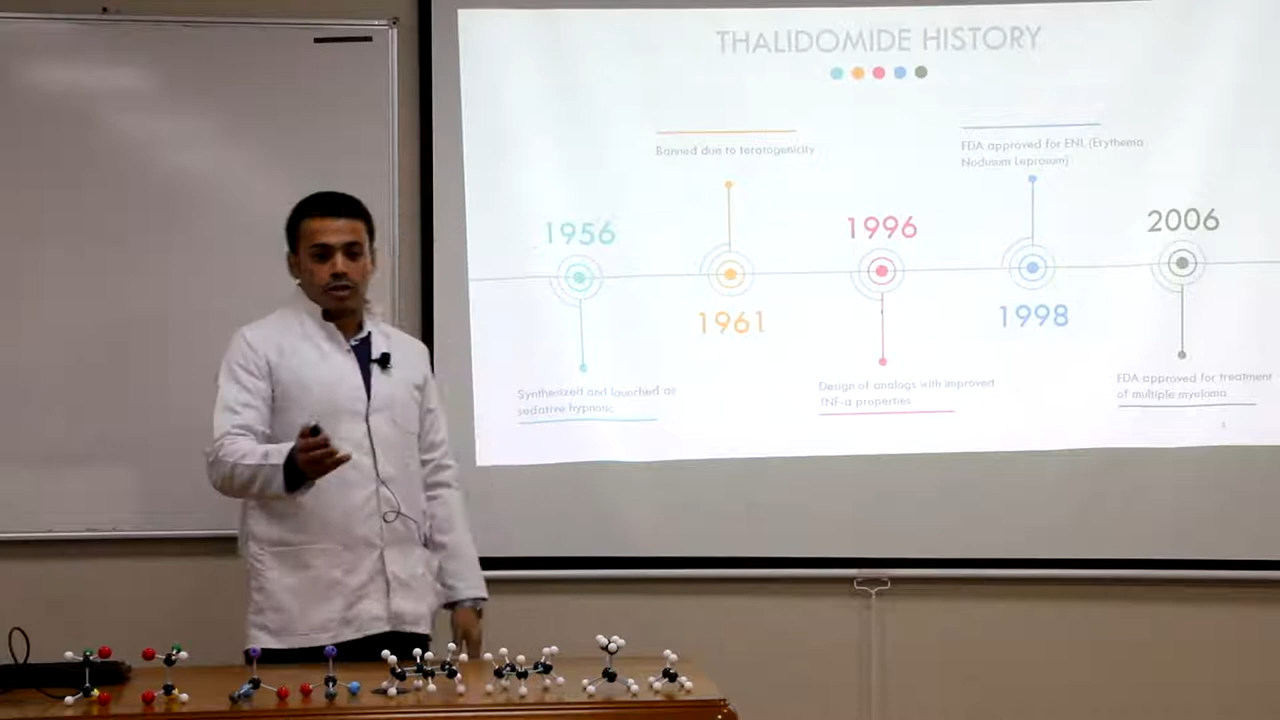 THALIDOMIDE HISTORY
Banned due to teratogenicity
FDA approved for ENL (Erythema
Nodusum Leprosum)
1956
1961
1996
1998
2006
Synthesized and launched as
sedative hypnotic
Design of analogs with improved
TNF-α properties
FDA approved for treatment
of multiple myeloma